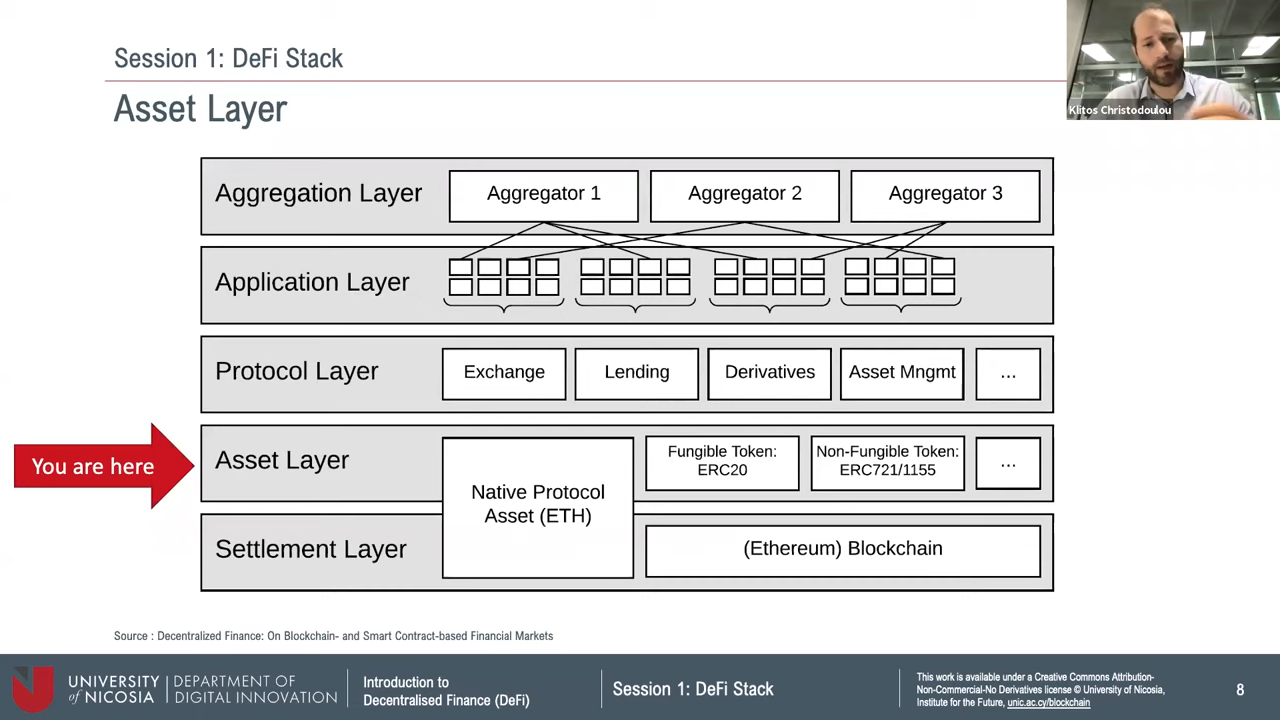 Session 1: DeFi Stack
Asset Layer
Klitos Christodoulou
Aggregation Layer
Aggregator 1
Aggregator 2
Aggregator 3
Application Layer
Protocol Layer
Exchange
Lending
Derivatives
Asset Mngmt
...
You are here
Asset Layer
Native Protocol
Asset (ETH)
Fungible Token:
ERC20
Non-Fungible Token:
ERC721/1155
...
Settlement Layer
(Ethereum) Blockchain
Source : Decentralized Finance: On Blockchain- and Smart Contract-based Financial Markets
UNIVERSITY
of NICOSIA
DEPARTMENT OF
DIGITAL INNOVATION
Introduction to
Decentralised Finance (DeFi)
Session 1: DeFi Stack
This work is available under a Creative Commons Attribution-
Non-Commercial-No Derivatives license © University of Nicosia,
Institute for the Future, unic.ac.cy/blockchain
8